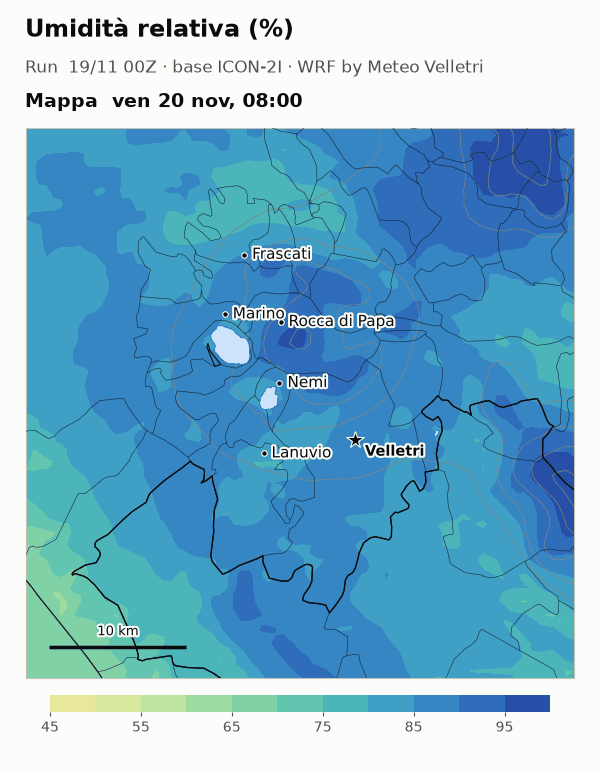 Umidità relativa (%)
Run  19/11 00Z · base ICON-2I · WRF by Meteo Velletri
Mappa  ven 20 nov, 08:00
Frascati
Marino
Rocca di Papa
Nemi
Velletri
Lanuvio
10 km
45 55 65 75 85 95